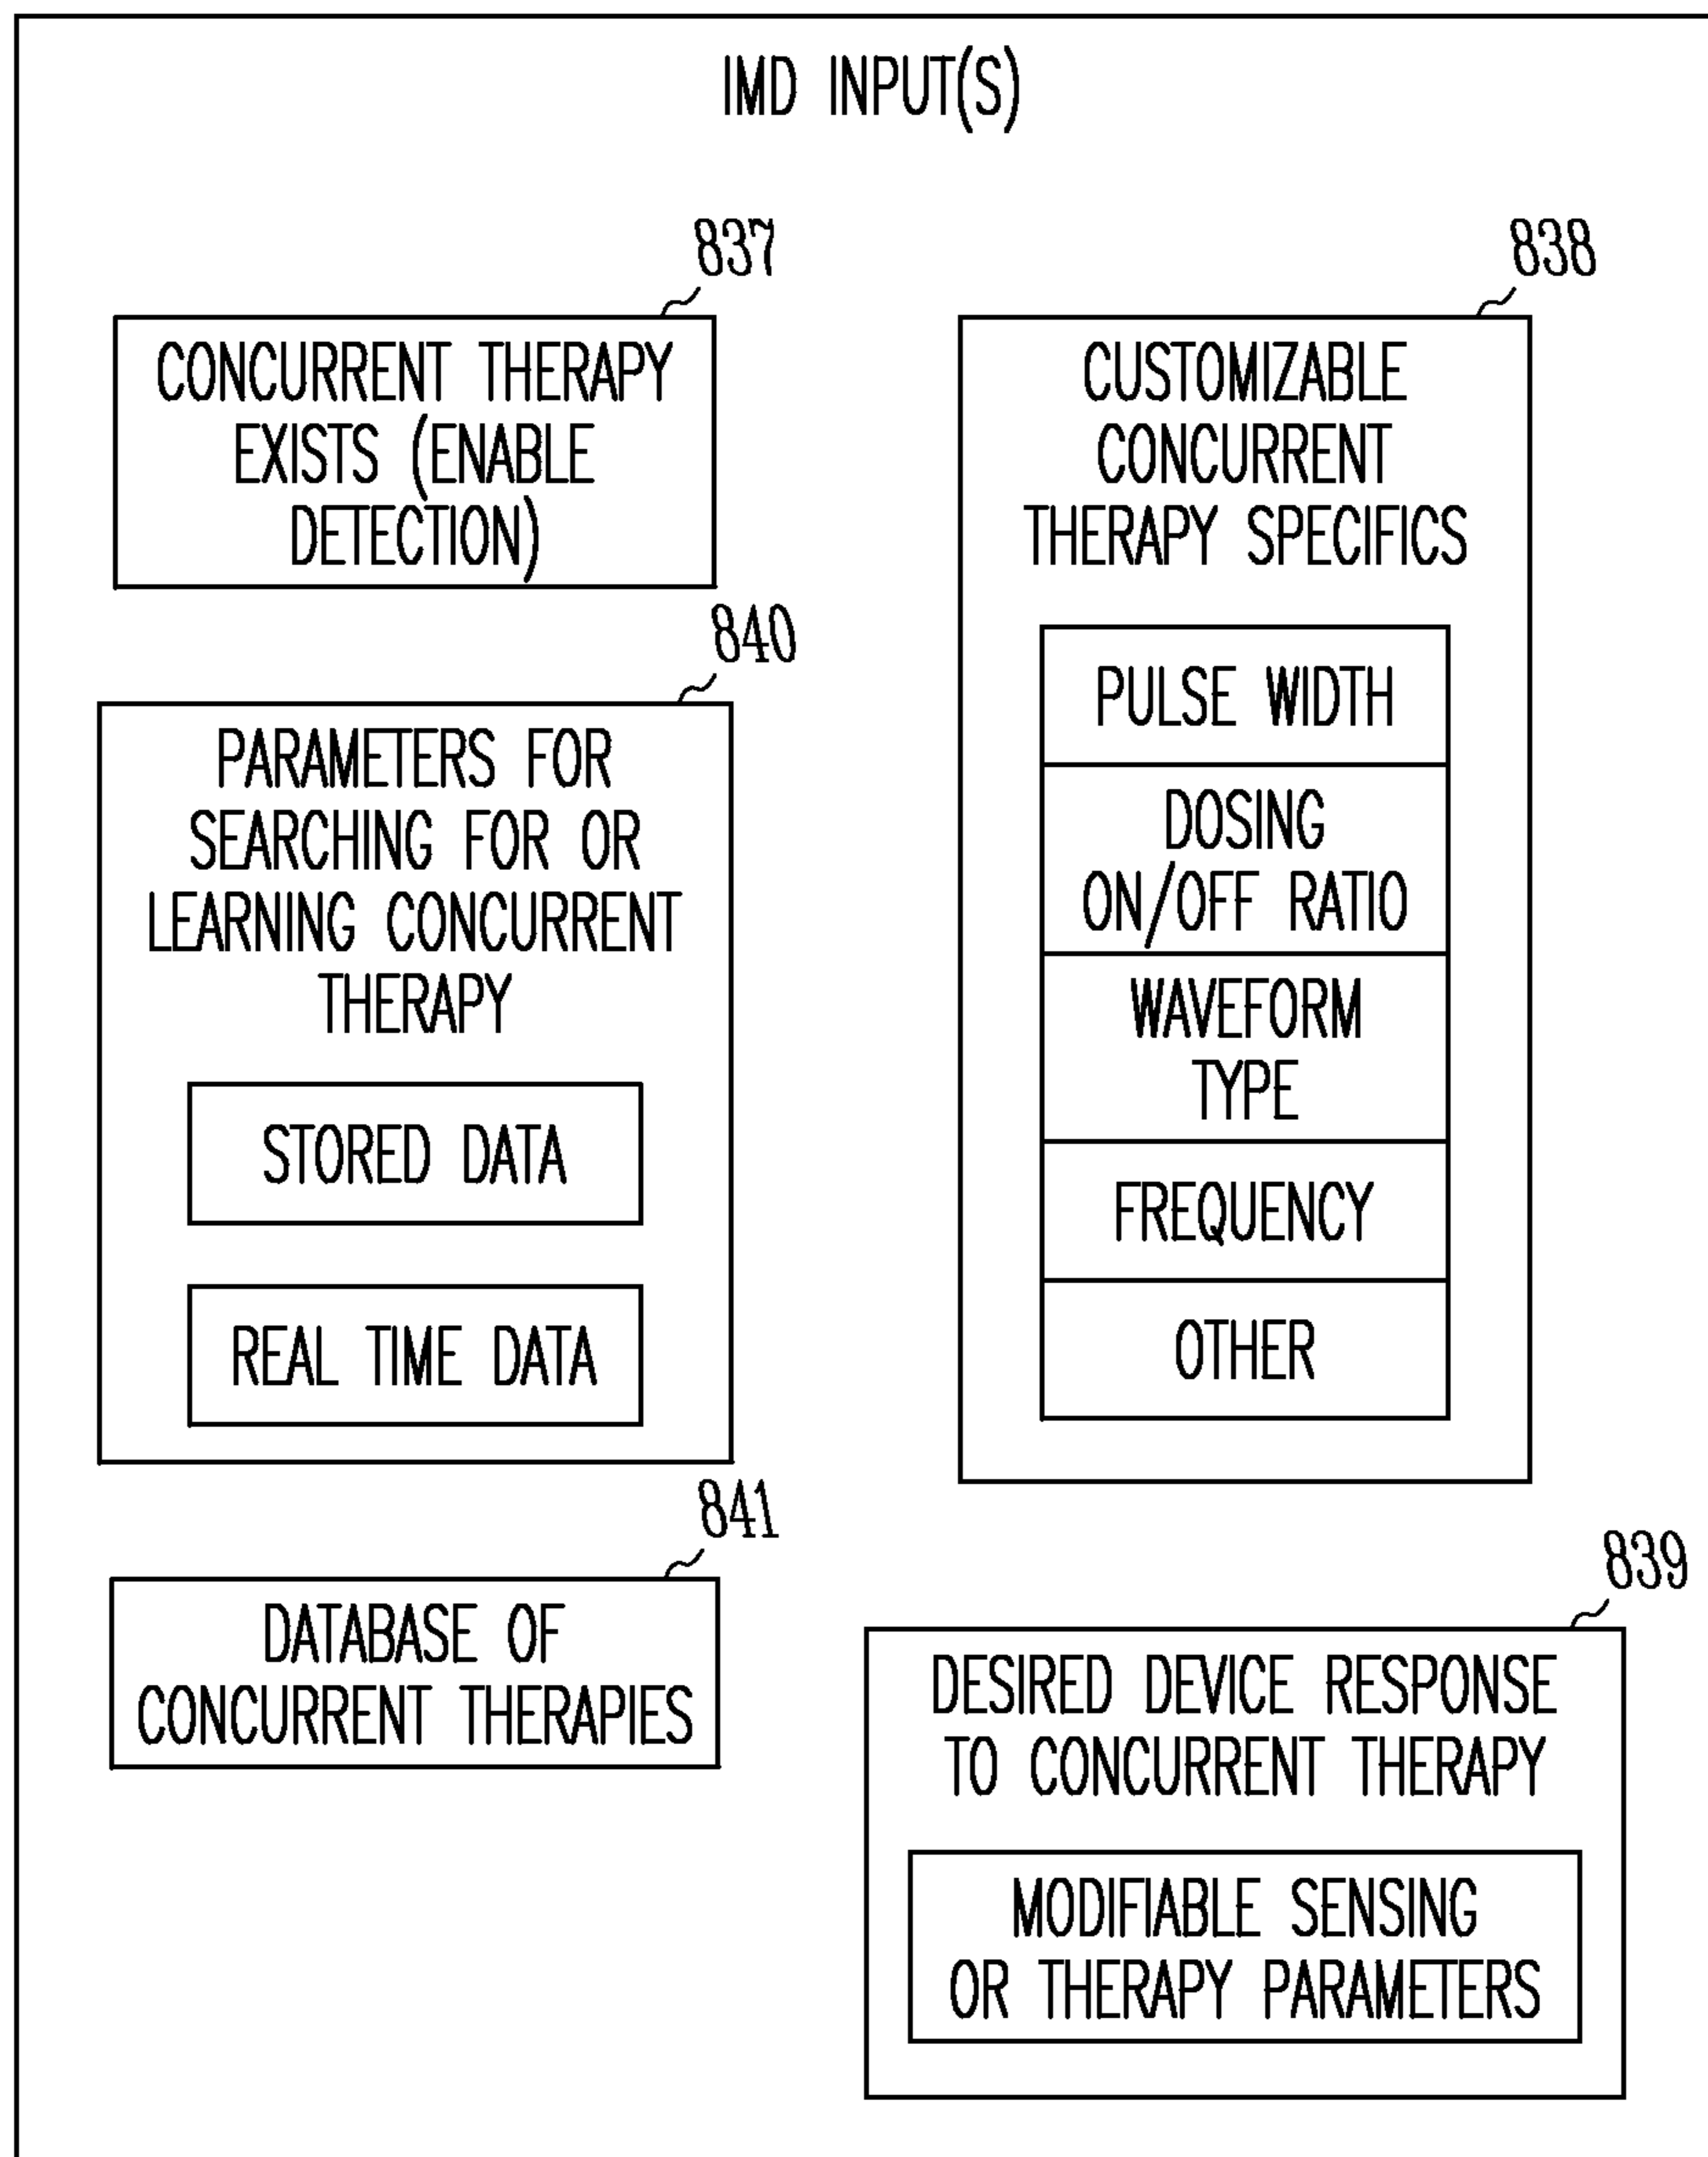 IMD INPUT(S)
837
CONCURRENT THERAPY
EXISTS (ENABLE
DETECTION)
840
PARAMETERS FOR
SEARCHING FOR OR
LEARNING CONCURRENT
THERAPY
STORED DATA
REAL TIME DATA
841
DATABASE OF
CONCURRENT THERAPIES
838
CUSTOMIZABLE
CONCURRENT
THERAPY SPECIFICS
PULSE WIDTH
DOSING
ON/OFF RATIO
WAVEFORM
TYPE
FREQUENCY
OTHER
839
DESIRED DEVICE RESPONSE
TO CONCURRENT THERAPY
MODIFIABLE SENSING
OR THERAPY PARAMETERS